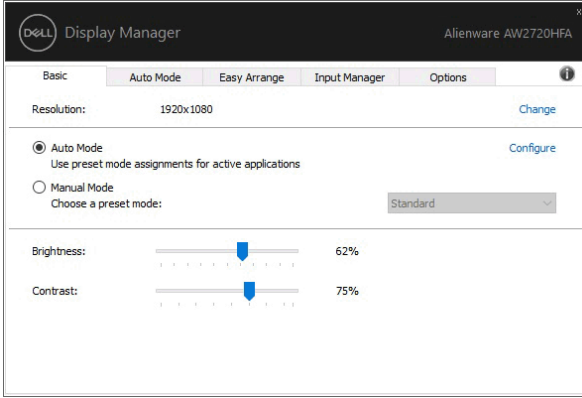 DELL Display Manager
Alienware AW2720HFA
Basic Auto Mode Easy Arrange Input Manager Options
Resolution: 1920x1080 Change
Auto Mode Configure
Use preset mode assignments for active applications
Manual Mode
Choose a preset mode: Standard
Brightness: 62%
Contrast: 75%